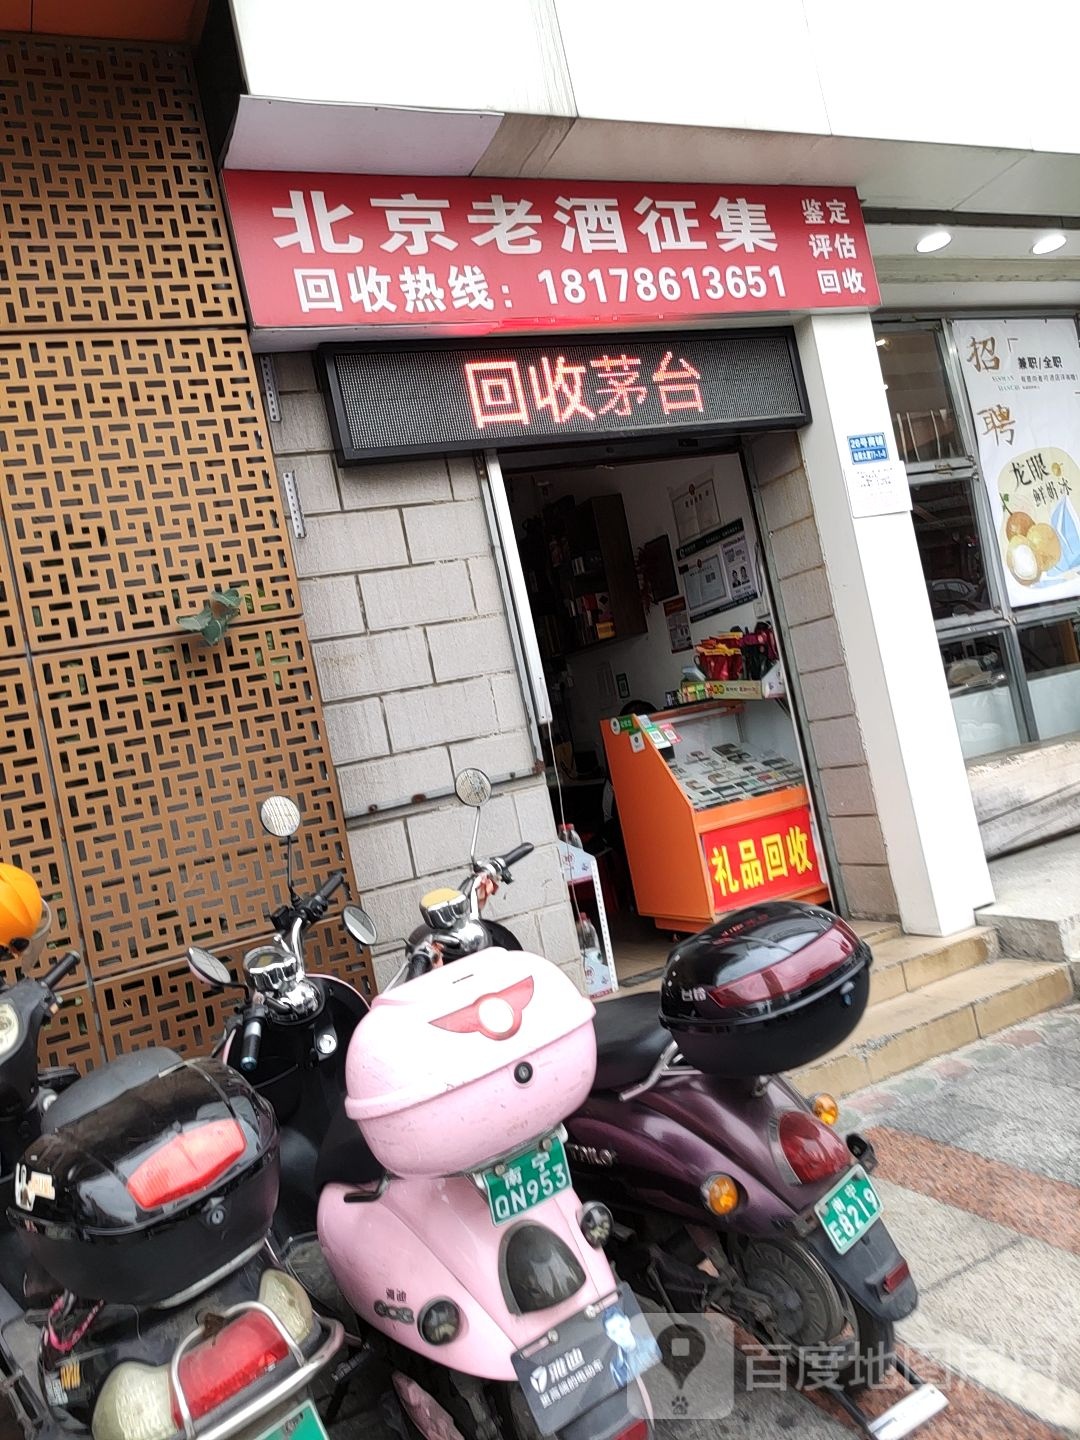 北京老酒征集
回收热线：18178613651
鉴定
评估
回收
回收茅台
招
聘
兼职/全职
龙眼
鲜奶冰
礼品回收
南宁
QN953
南宁
E8219
雅迪
百度地图